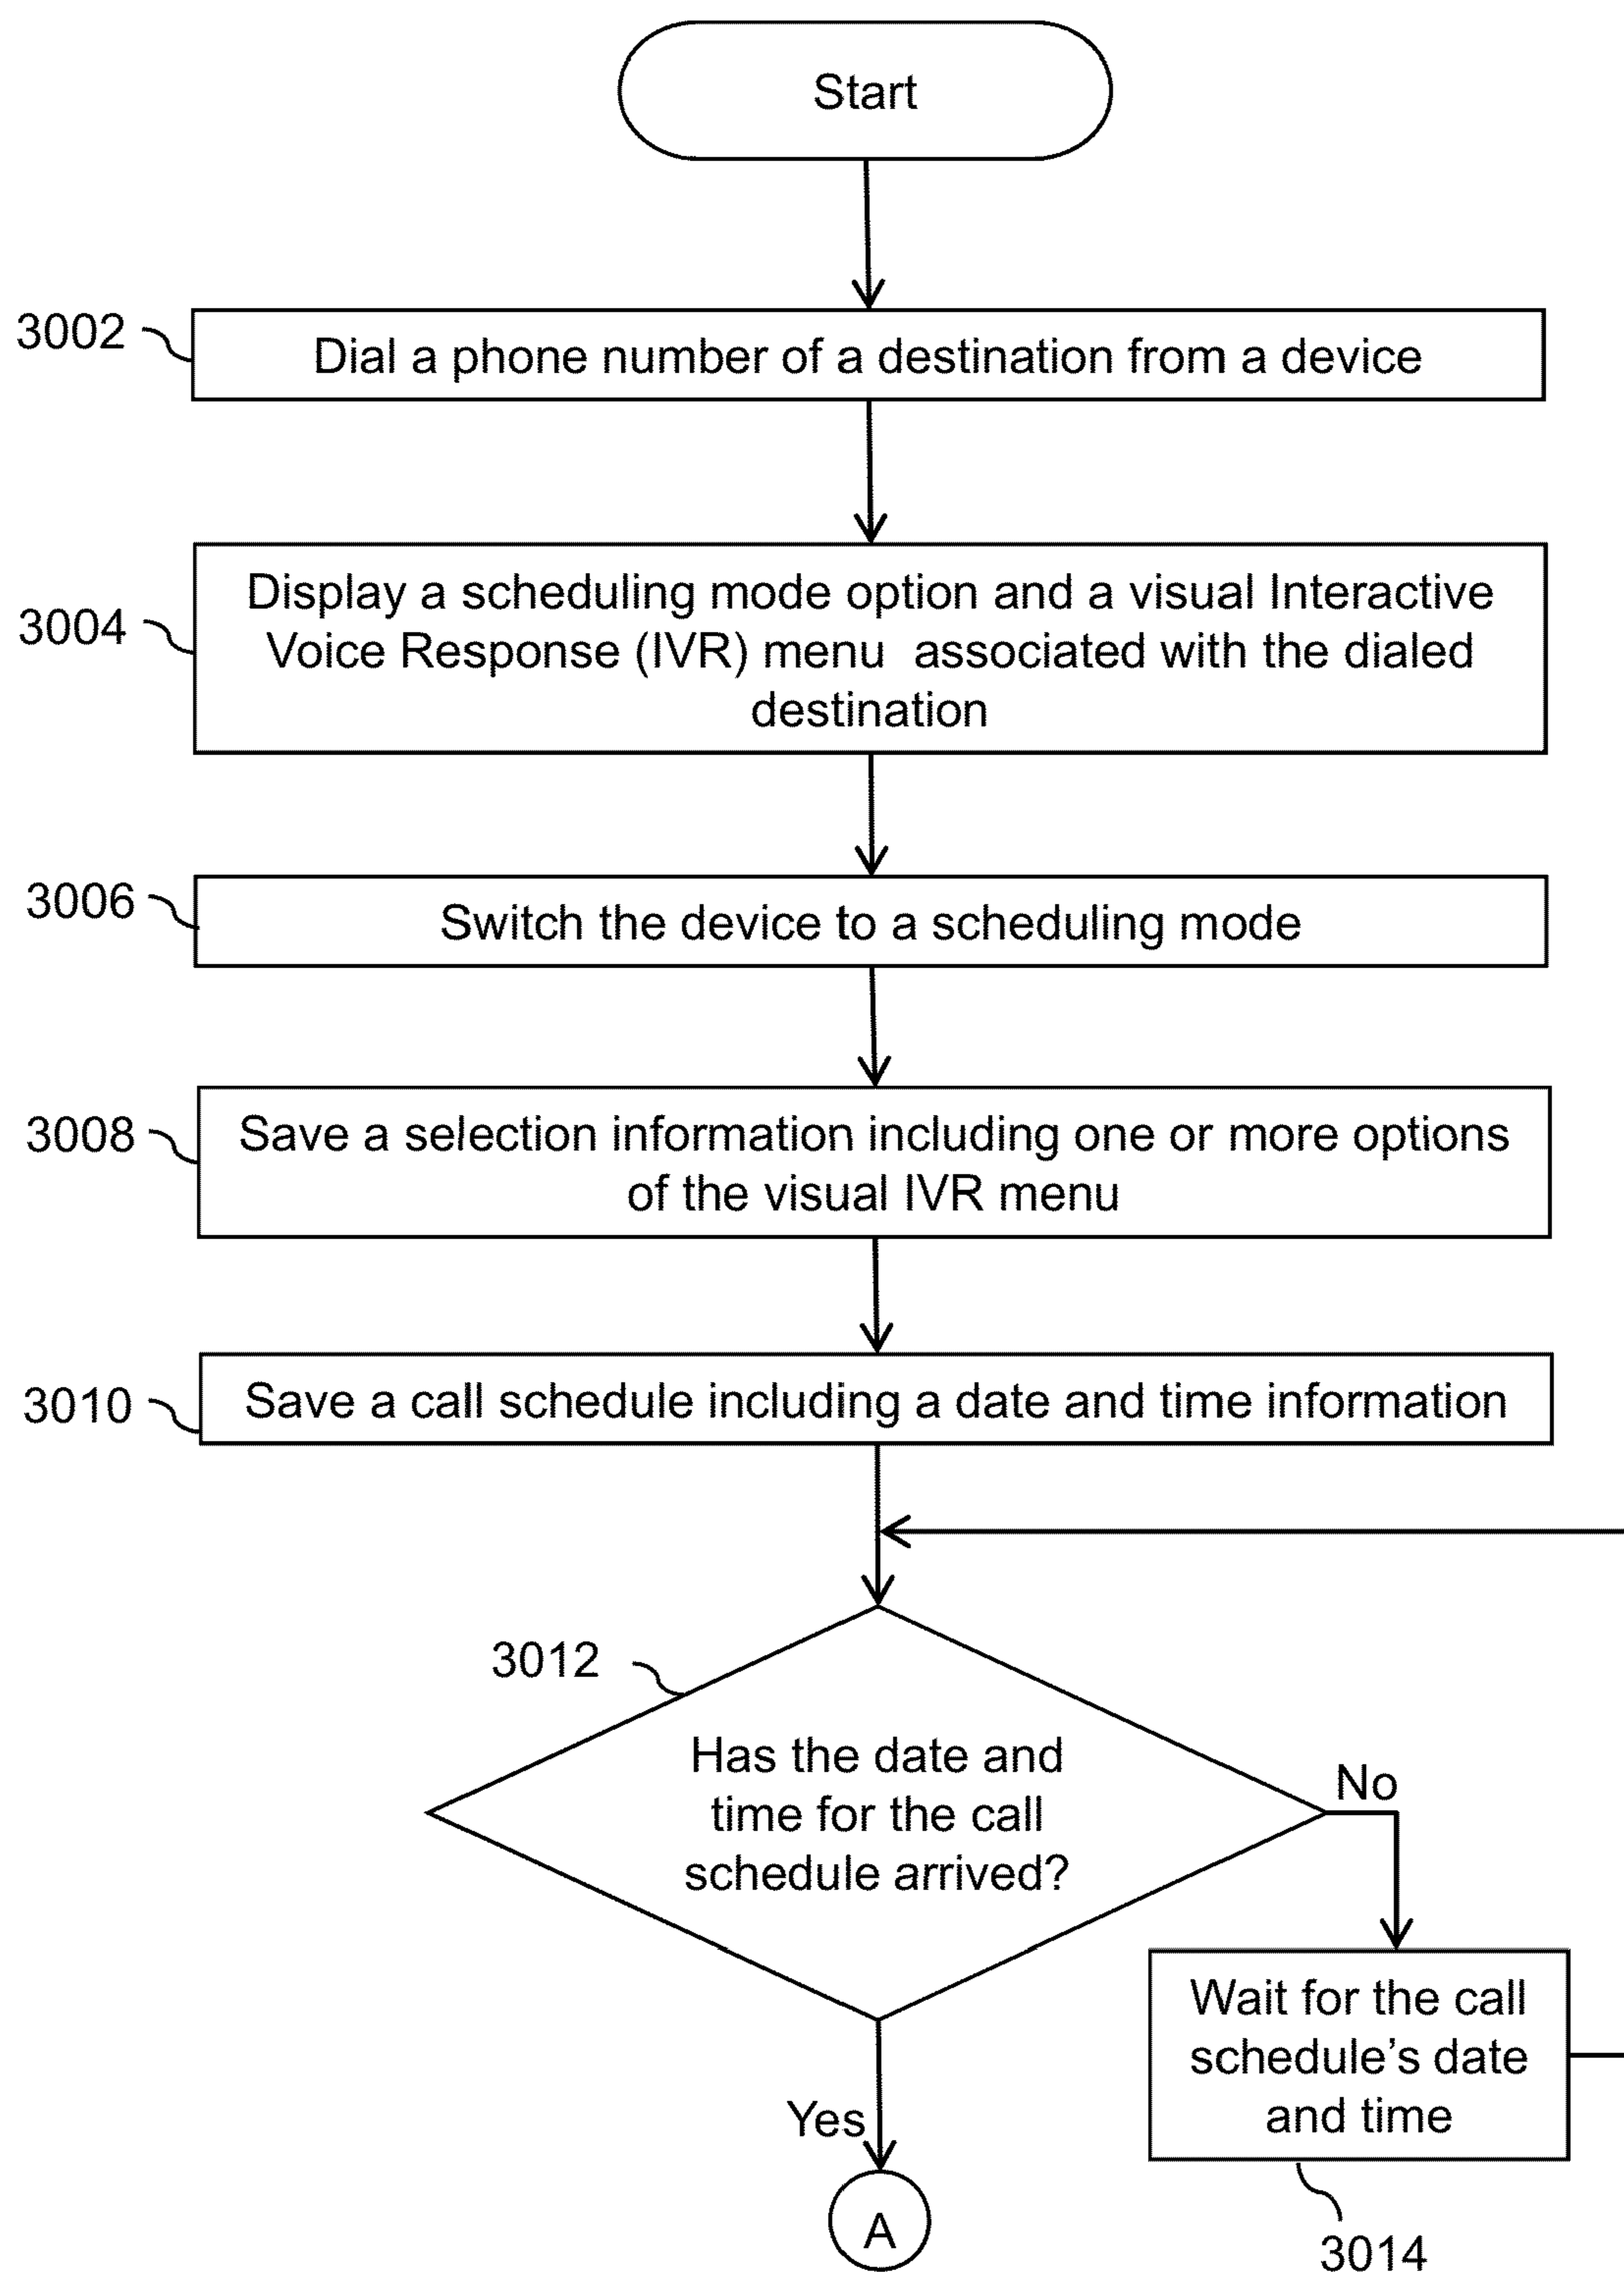 Start
3002
Dial a phone number of a destination from a device
3004
Display a scheduling mode option and a visual Interactive
Voice Response (IVR) menu  associated with the dialed
destination
3006
Switch the device to a scheduling mode
3008
Save a selection information including one or more options
of the visual IVR menu
3010
Save a call schedule including a date and time information
3012
Has the date and
time for the call
schedule arrived?
No
Wait for the call
schedule’s date
and time
Yes
A
3014